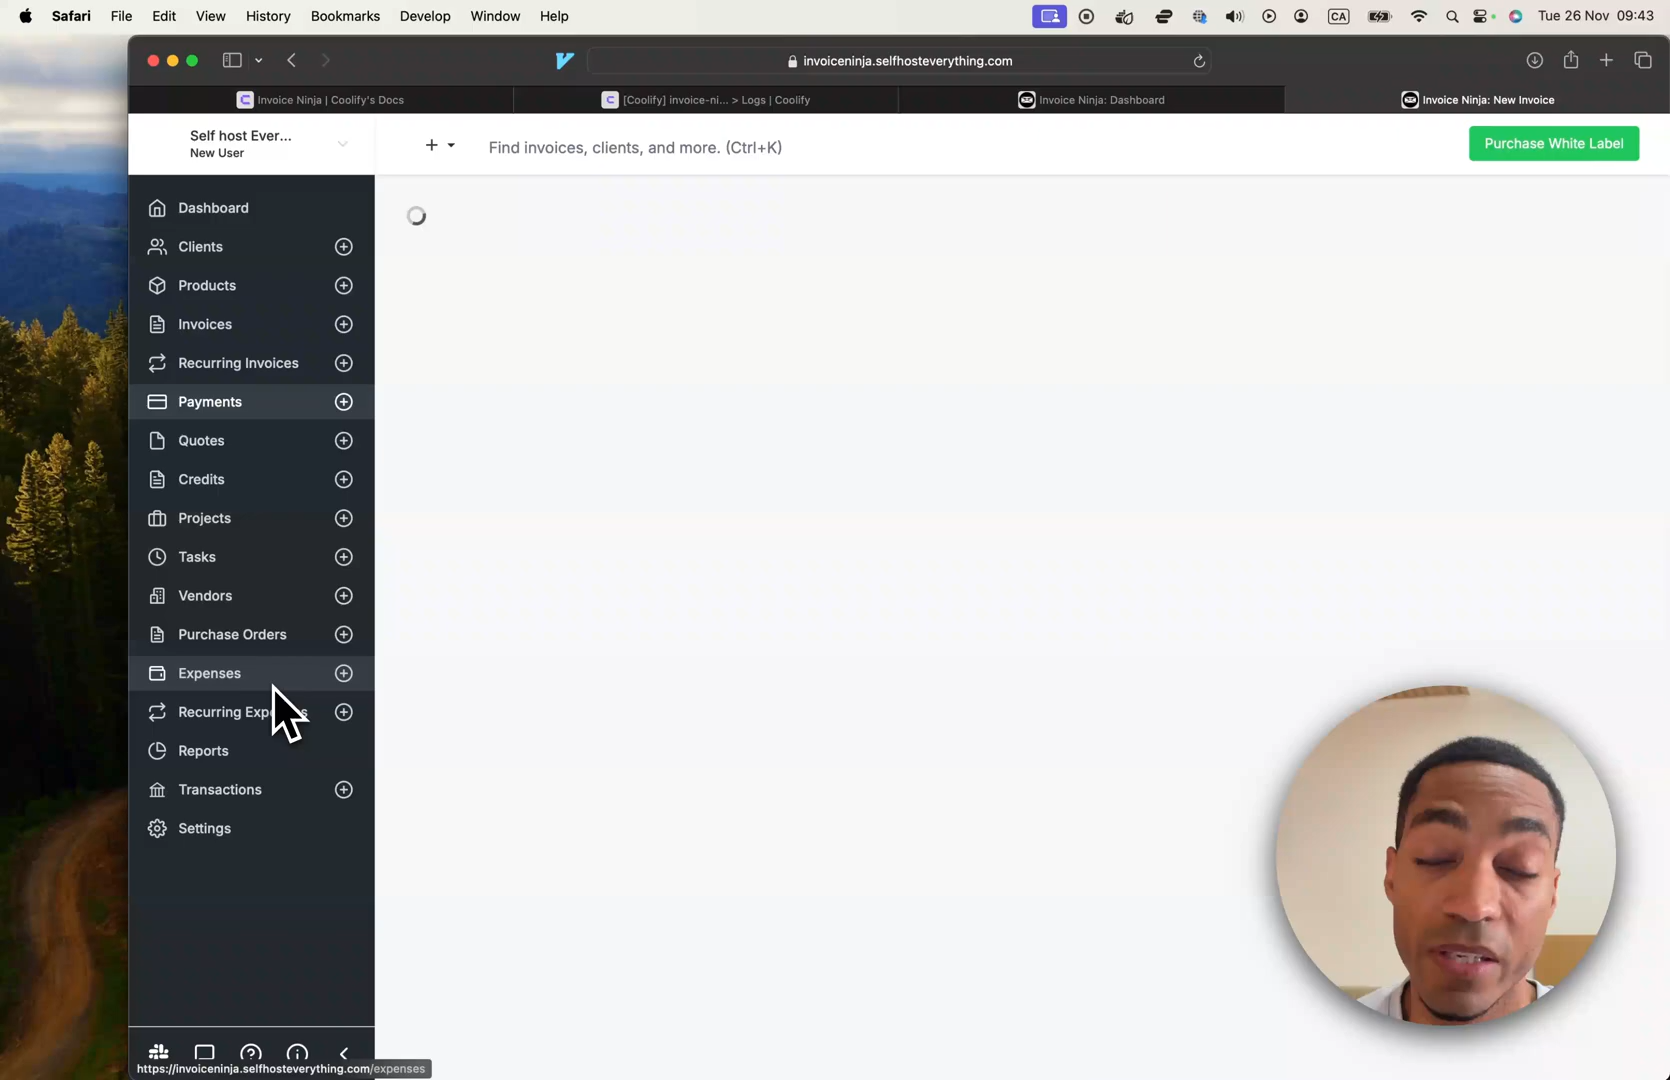 Safari File Edit View History Bookmarks Develop Window Help CA Tue 26 Nov 09:43
invoiceninja.selfhosteverything.com
Invoice Ninja | Coolify's Docs [Coolify] invoice-ni... > Logs | Coolify Invoice Ninja: Dashboard Invoice Ninja: New Invoice
Self host Ever...
New User
Find invoices, clients, and more. (Ctrl+K)
Purchase White Label
Dashboard
Clients
Products
Invoices
Recurring Invoices
Payments
Quotes
Credits
Projects
Tasks
Vendors
Purchase Orders
Expenses
Recurring
Reports
Transactions
Settings
https://invoiceninja.selfhosteverything.com/expenses